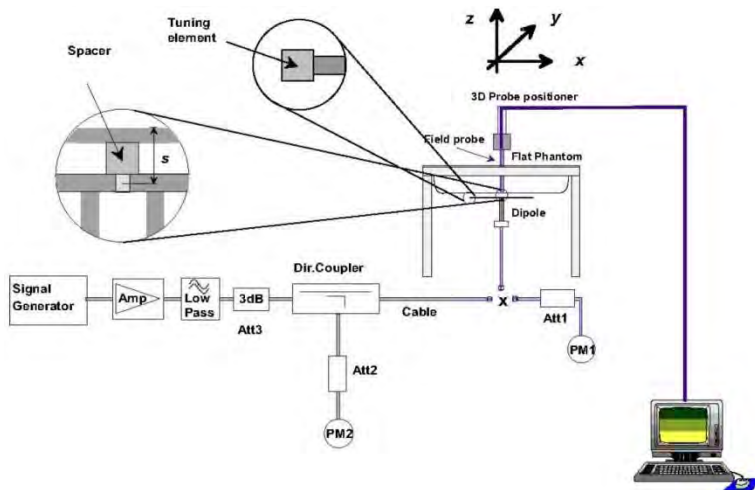 Tuning
element
Spacer
s
z
y
x
3D Probe positioner
Field probe
Flat Phantom
Dipole
Signal
Generator
Amp
Low
Pass
3dB
Att3
Dir.Coupler
Cable
x
Att1
PM1
Att2
PM2